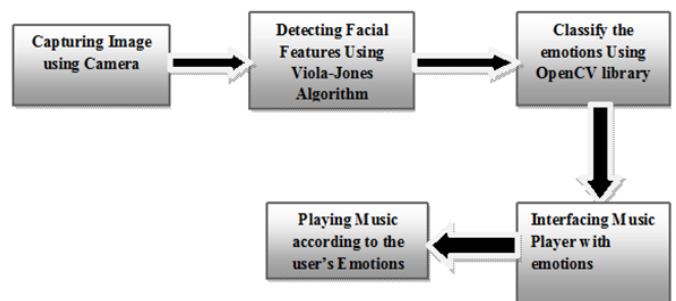 Capturing Image
using Camera
Detecting Facial
Features Using
Viola-Jones
Algorithm
Classify the
emotions Using
OpenCV library
Interfacing Music
Player with
emotions
Playing Music
according to the
user's Emotions